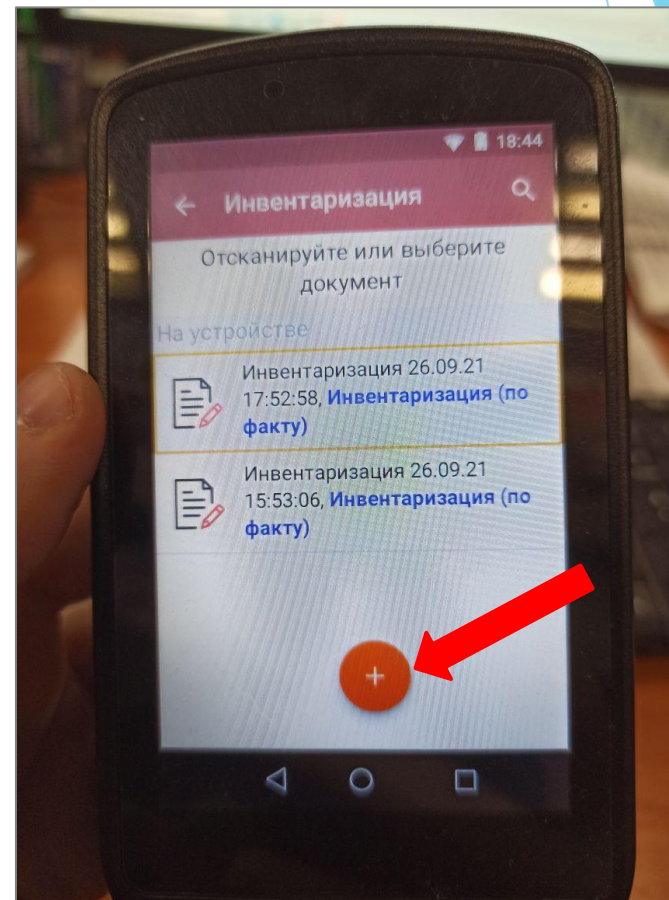 18:44
Инвентаризация
Отсканируйте или выберите
документ
На устройстве
Инвентаризация 26.09.21
17:52:58, Инвентаризация (по
факту)
Инвентаризация 26.09.21
15:53:06, Инвентаризация (по
факту)
+